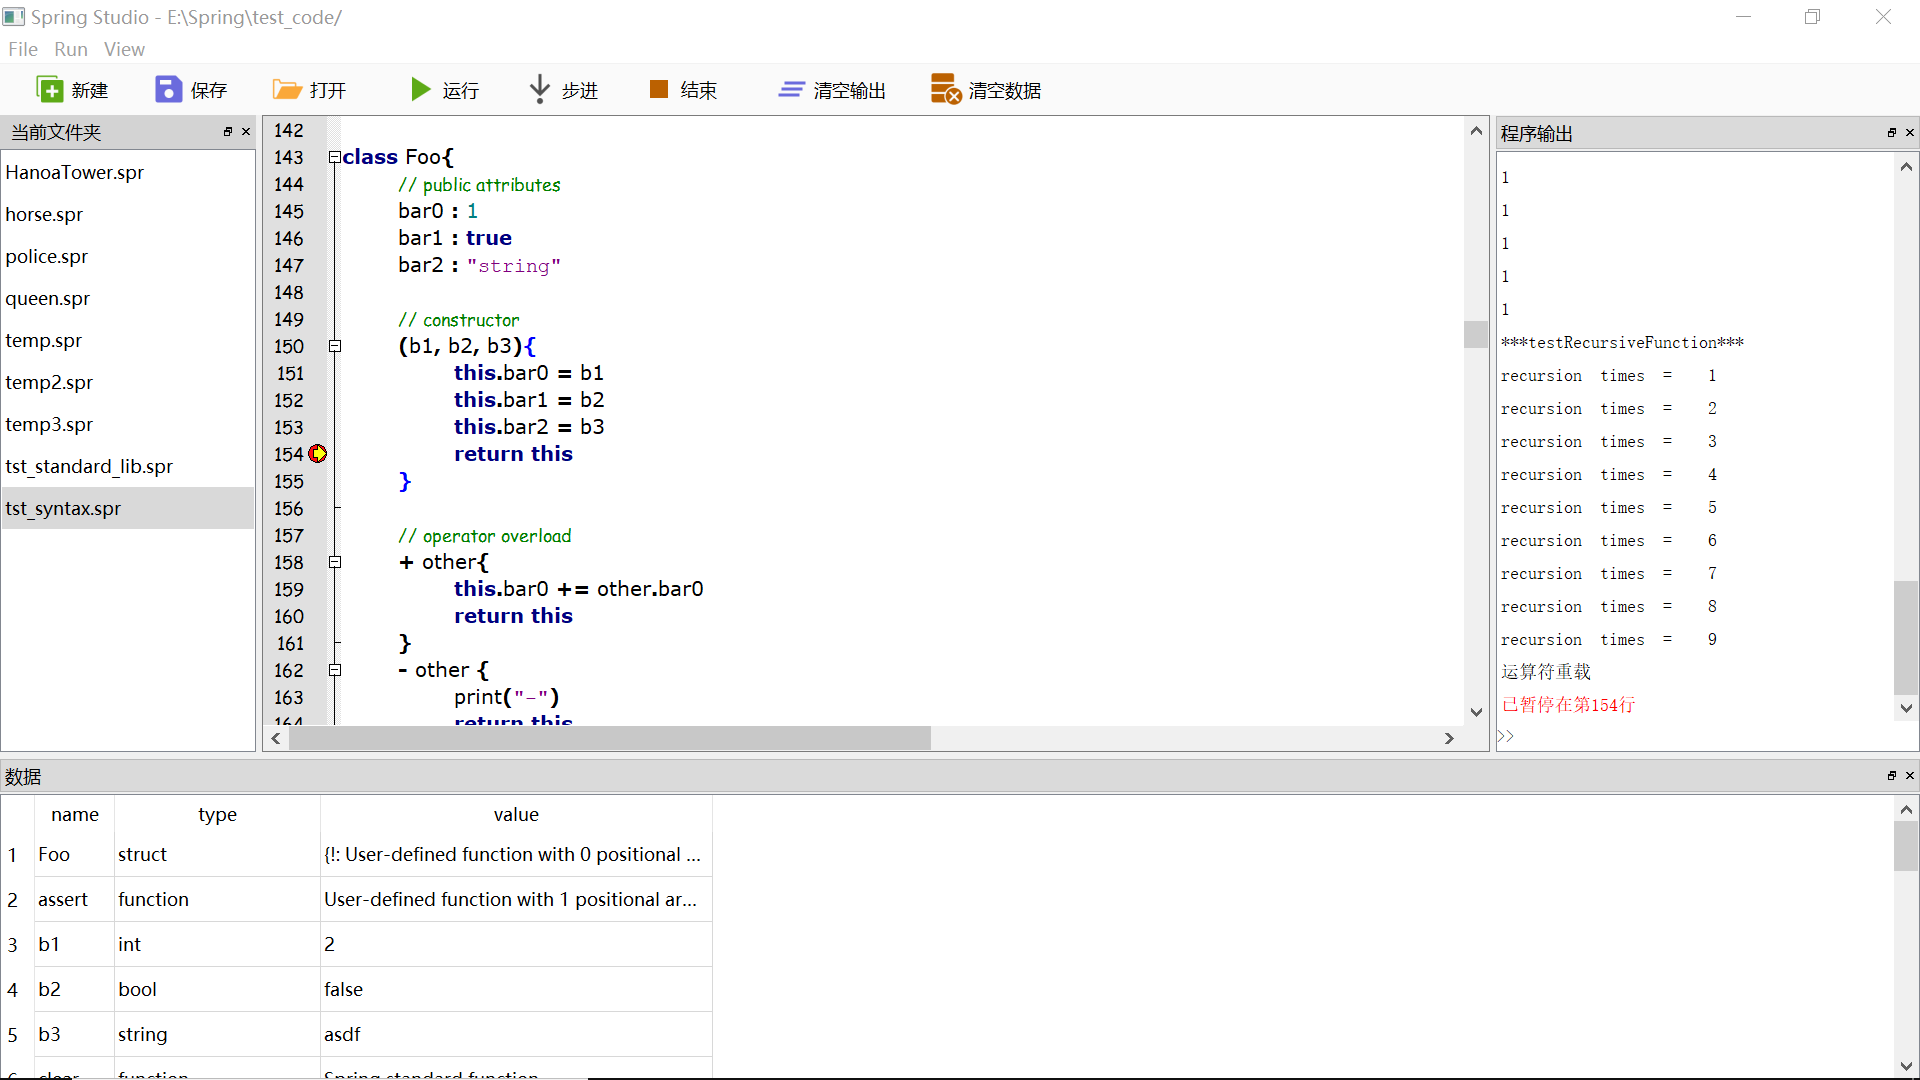 Spring Studio - E:\Spring\test_code/
File Run View
新建 保存 打开 运行 步进 结束 清空输出 清空数据
当前文件夹
HanoaTower.spr
horse.spr
police.spr
queen.spr
temp.spr
temp2.spr
temp3.spr
tst_standard_lib.spr
tst_syntax.spr
142
143 class Foo{
144 // public attributes
145 bar0 : 1
146 bar1 : true
147 bar2 : "string"
148
149 // constructor
150 (b1, b2, b3){
151 this.bar0 = b1
152 this.bar1 = b2
153 this.bar2 = b3
154 return this
155 }
156
157 // operator overload
158 + other{
159 this.bar0 += other.bar0
160 return this
161 }
162 - other {
163 print("-")
164 return this
程序输出
1
1
1
1
1
***testRecursiveFunction***
recursion times = 1
recursion times = 2
recursion times = 3
recursion times = 4
recursion times = 5
recursion times = 6
recursion times = 7
recursion times = 8
recursion times = 9
运算符重载
已暂停在第154行
>>
数据
name type value
1 Foo struct {!: User-defined function with 0 positional ...
2 assert function User-defined function with 1 positional ar...
3 b1 int 2
4 b2 bool false
5 b3 string asdf
6 clear function Spring standard function